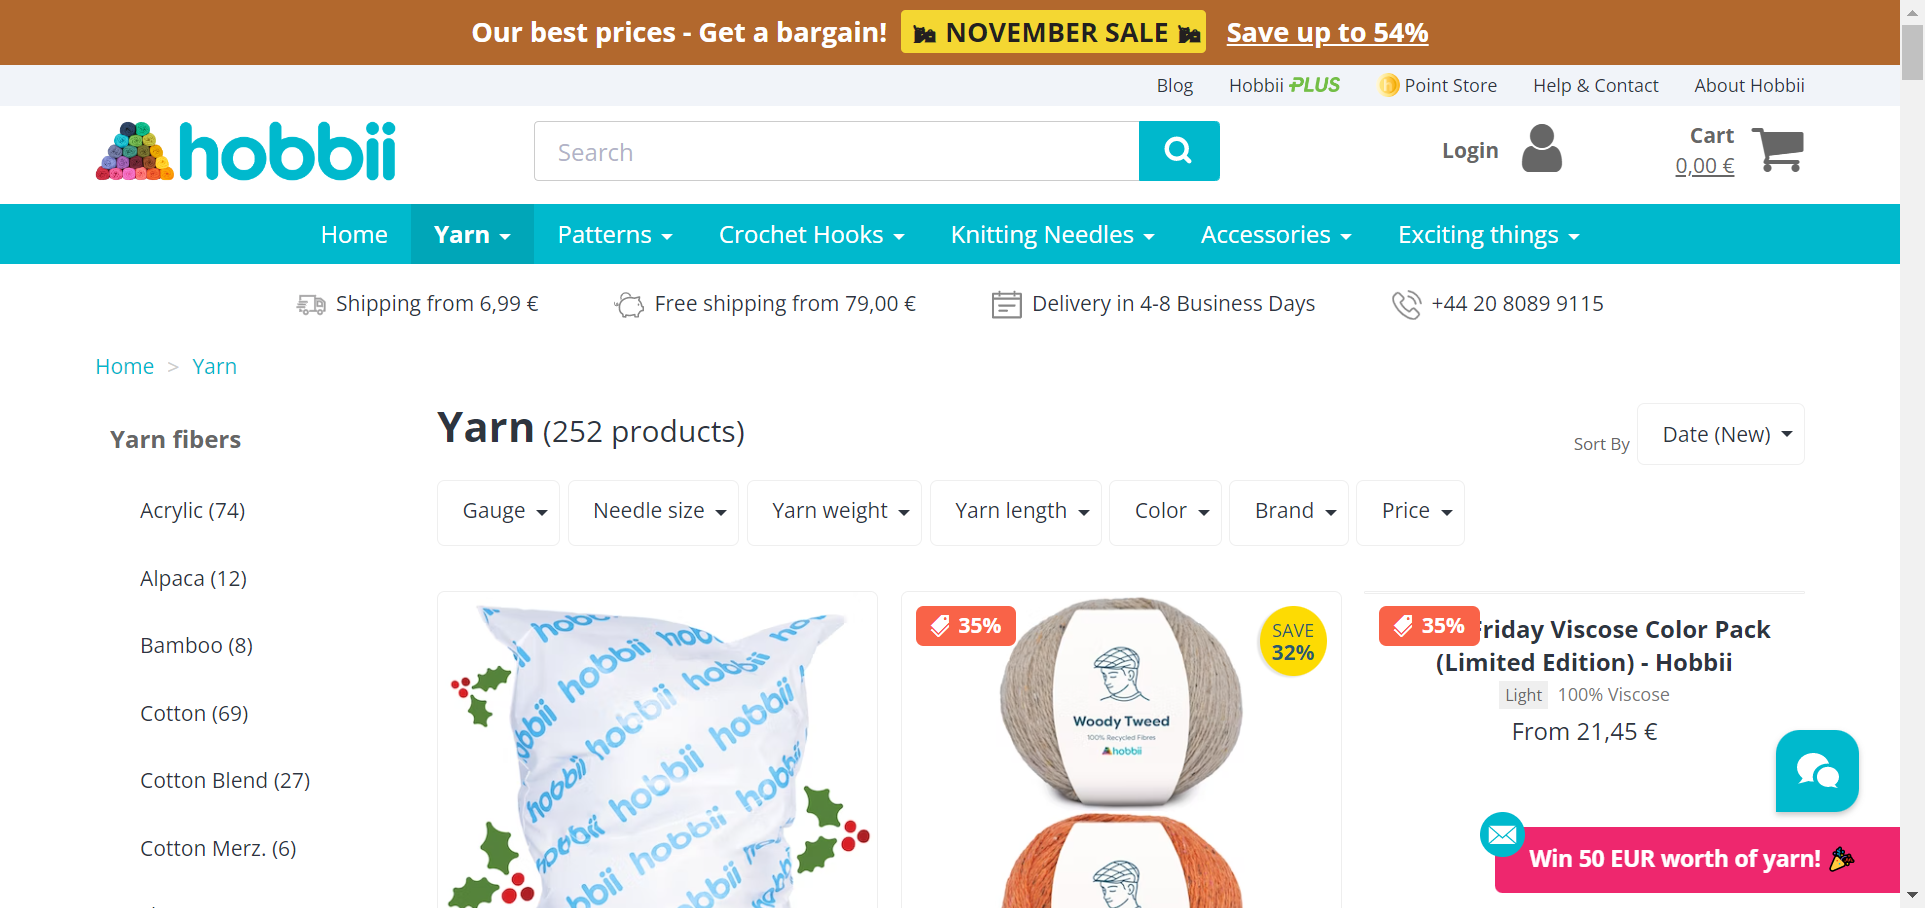 Our best prices - Get a bargain! NOVEMBER SALE Save up to 54%
Blog Hobbii PLUS Point Store Help & Contact About Hobbii
hobbii
Search
Login
Cart
0,00 €
Home Yarn Patterns Crochet Hooks Knitting Needles Accessories Exciting things
Shipping from 6,99 € Free shipping from 79,00 € Delivery in 4-8 Business Days +44 20 8089 9115
Home > Yarn
Yarn fibers
Acrylic (74)
Alpaca (12)
Bamboo (8)
Cotton (69)
Cotton Blend (27)
Cotton Merz. (6)
Yarn (252 products)
Sort By Date (New)
Gauge Needle size Yarn weight Yarn length Color Brand Price
hobbii hobbii hobbii
hobbii hobbii hobbii
hobbii hobbii hobbii
hobbii hobbii
35%
SAVE
32%
Woody Tweed
100% Recycled Fibres
hobbii
35%
Friday Viscose Color Pack
(Limited Edition) - Hobbii
Light 100% Viscose
From 21,45 €
Win 50 EUR worth of yarn!